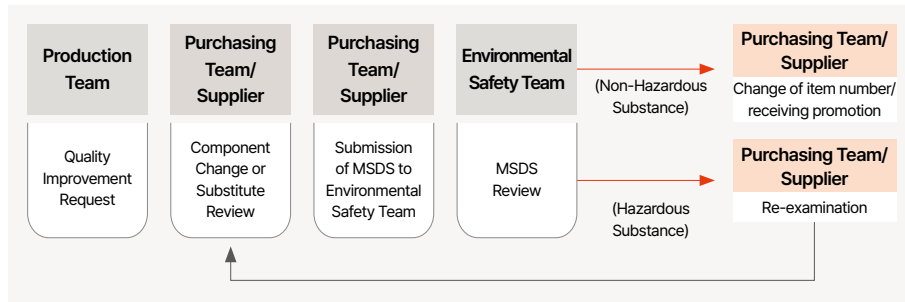 Production
Team
Quality
Improvement
Request
Purchasing
Team/
Supplier
Component
Change or
Substitute
Review
Purchasing
Team/
Supplier
Submission
of MSDS to
Environmental
Safety Team
Environmental
Safety Team
MSDS
Review
(Non-Hazardous
Substance)
Purchasing Team/
Supplier
Change of item number/
receiving promotion
(Hazardous
Substance)
Purchasing Team/
Supplier
Re-examination